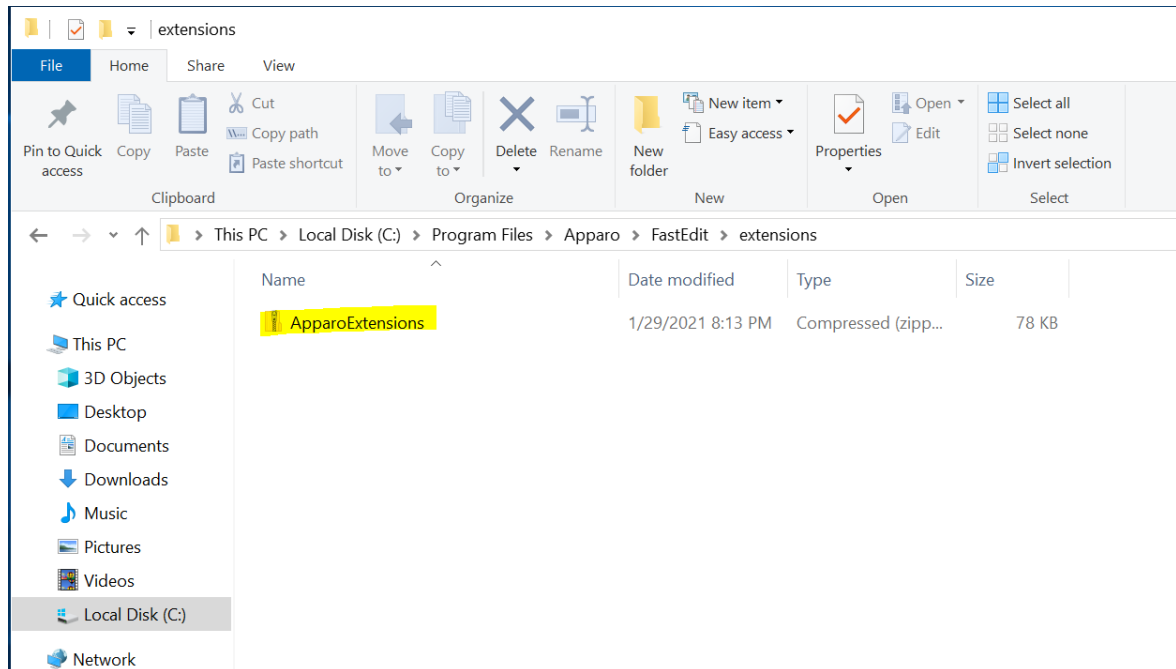 extensions
File Home Share View
Pin to Quick access
Copy
Paste
Cut
Copy path
Paste shortcut
Clipboard
Move to
Copy to
Delete
Rename
Organize
New folder
New item
Easy access
New
Properties
Open
Edit
Open
Select all
Select none
Invert selection
Select
This PC > Local Disk (C:) > Program Files > Apparo > FastEdit > extensions
Name Date modified Type Size
ApparoExtensions 1/29/2021 8:13 PM Compressed (zipp... 78 KB
Quick access
This PC
3D Objects
Desktop
Documents
Downloads
Music
Pictures
Videos
Local Disk (C:)
Network